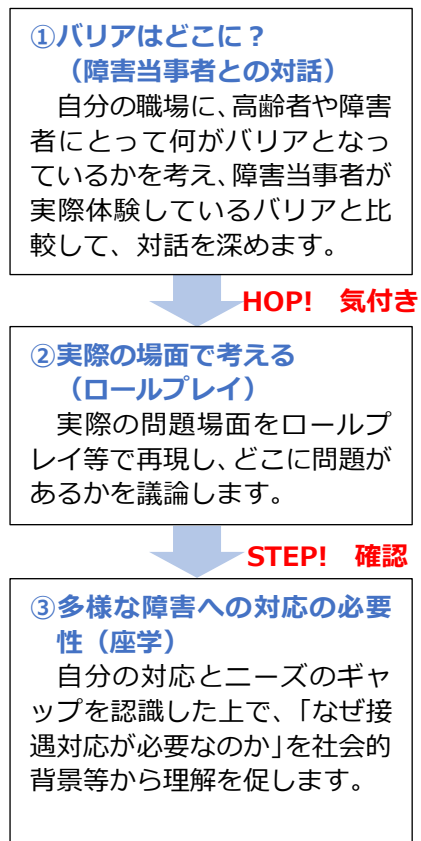 ①バリアはどこに？
（障害当事者との対話）
自分の職場に、高齢者や障害
者にとって何がバリアとなっ
ているかを考え、障害当事者が
実際体験しているバリアと比
較して、対話を深めます。
HOP!　気付き
②実際の場面で考える
（ロールプレイ）
実際の問題場面をロールプ
レイ等で再現し、どこに問題が
あるかを議論します。
STEP!　確認
③多様な障害への対応の必要
性（座学）
自分の対応とニーズのギャ
ップを認識した上で、「なぜ接
遇対応が必要なのか」を社会的
背景等から理解を促します。